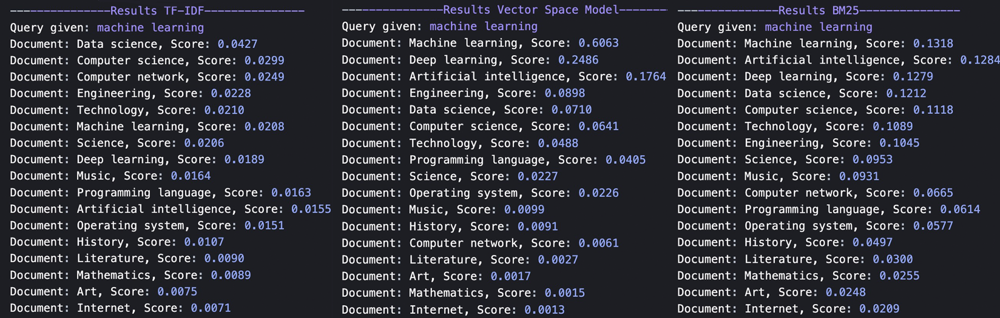 ---------------Results TF-IDF---------------
Query given: machine learning
Document: Data science, Score: 0.0427
Document: Computer science, Score: 0.0299
Document: Computer network, Score: 0.0249
Document: Engineering, Score: 0.0228
Document: Technology, Score: 0.0210
Document: Machine learning, Score: 0.0208
Document: Science, Score: 0.0206
Document: Deep learning, Score: 0.0189
Document: Music, Score: 0.0164
Document: Programming language, Score: 0.0163
Document: Artificial intelligence, Score: 0.0155
Document: Operating system, Score: 0.0151
Document: History, Score: 0.0107
Document: Literature, Score: 0.0090
Document: Mathematics, Score: 0.0089
Document: Art, Score: 0.0075
Document: Internet, Score: 0.0071
---------------Results Vector Space Model-------
Query given: machine learning
Document: Machine learning, Score: 0.6063
Document: Deep learning, Score: 0.2486
Document: Artificial intelligence, Score: 0.1764
Document: Engineering, Score: 0.0898
Document: Data science, Score: 0.0710
Document: Computer science, Score: 0.0641
Document: Technology, Score: 0.0488
Document: Programming language, Score: 0.0405
Document: Science, Score: 0.0227
Document: Operating system, Score: 0.0226
Document: Music, Score: 0.0099
Document: History, Score: 0.0091
Document: Computer network, Score: 0.0061
Document: Literature, Score: 0.0027
Document: Art, Score: 0.0017
Document: Mathematics, Score: 0.0015
Document: Internet, Score: 0.0013
---------------Results BM25---------------
Query given: machine learning
Document: Machine learning, Score: 0.1318
Document: Artificial intelligence, Score: 0.1284
Document: Deep learning, Score: 0.1279
Document: Data science, Score: 0.1212
Document: Computer science, Score: 0.1118
Document: Technology, Score: 0.1089
Document: Engineering, Score: 0.1045
Document: Science, Score: 0.0953
Document: Music, Score: 0.0931
Document: Computer network, Score: 0.0665
Document: Programming language, Score: 0.0614
Document: Operating system, Score: 0.0577
Document: History, Score: 0.0497
Document: Literature, Score: 0.0300
Document: Mathematics, Score: 0.0255
Document: Art, Score: 0.0248
Document: Internet, Score: 0.0209